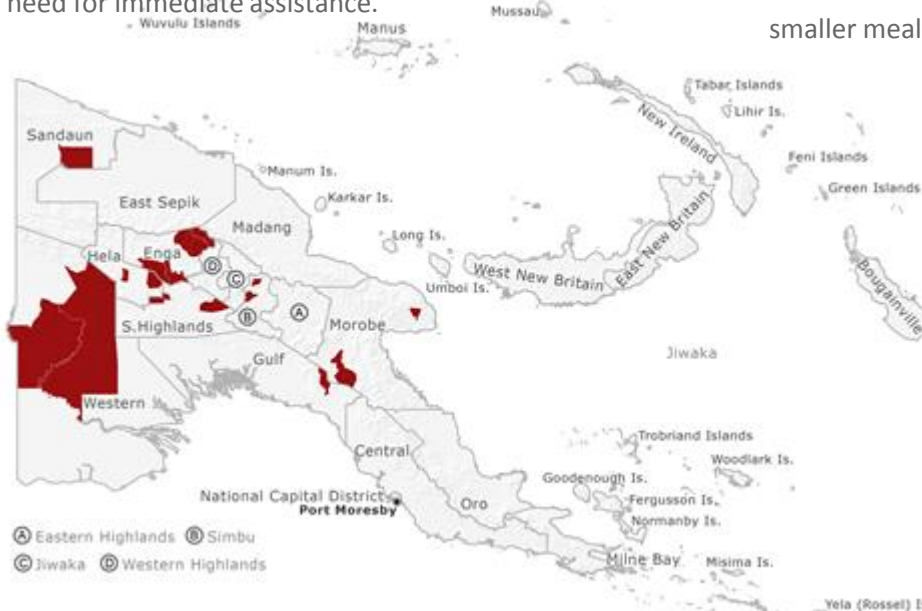 need for immediate assistance.
smaller meal
Mussau
Wuvulu Islands
Manus
Tabar Islands
Lihir Is.
New Ireland
Sandaun
Feni Islands
Manum Is.
Green Islands
Karkar Is.
East Sepik
Madang
East New Britain
Long Is.
Hela
Enga
D
C
West New Britain
Umboi Is.
Bougainville
A
B
S.Highlands
Morobe
Jiwaka
Gulf
Western
Trobriand Islands
Central
Woodlark Is.
Goodenough Is.
National Capital District
Port Moresby
Oro
Fergusson Is.
Normanby Is.
A Eastern Highlands B Simbu
C Jiwaka D Western Highlands
Milne Bay
Misima Is.
Yela (Rossel) I